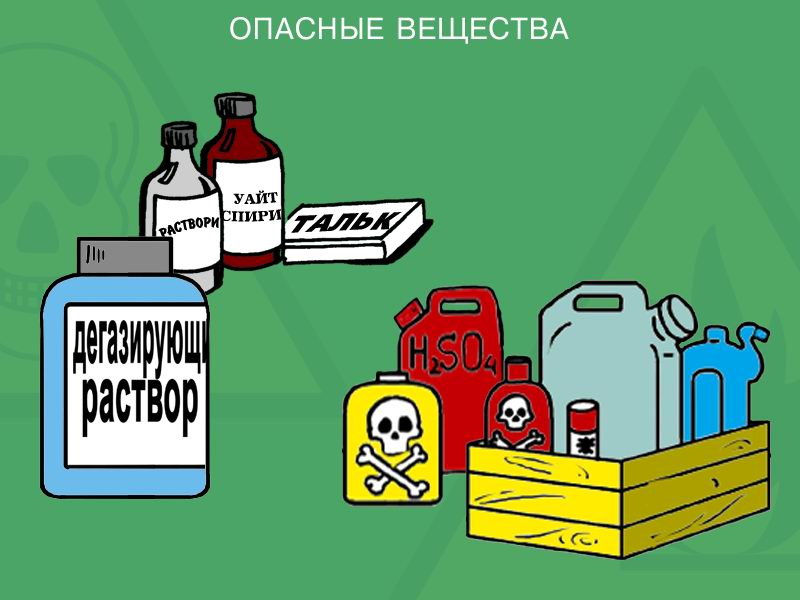 ОПАСНЫЕ ВЕЩЕСТВА
УАЙТ
СПИРИ
РАСТВОРИ
ТАЛЬК
дегазирующи
раствор
H₂SO₄